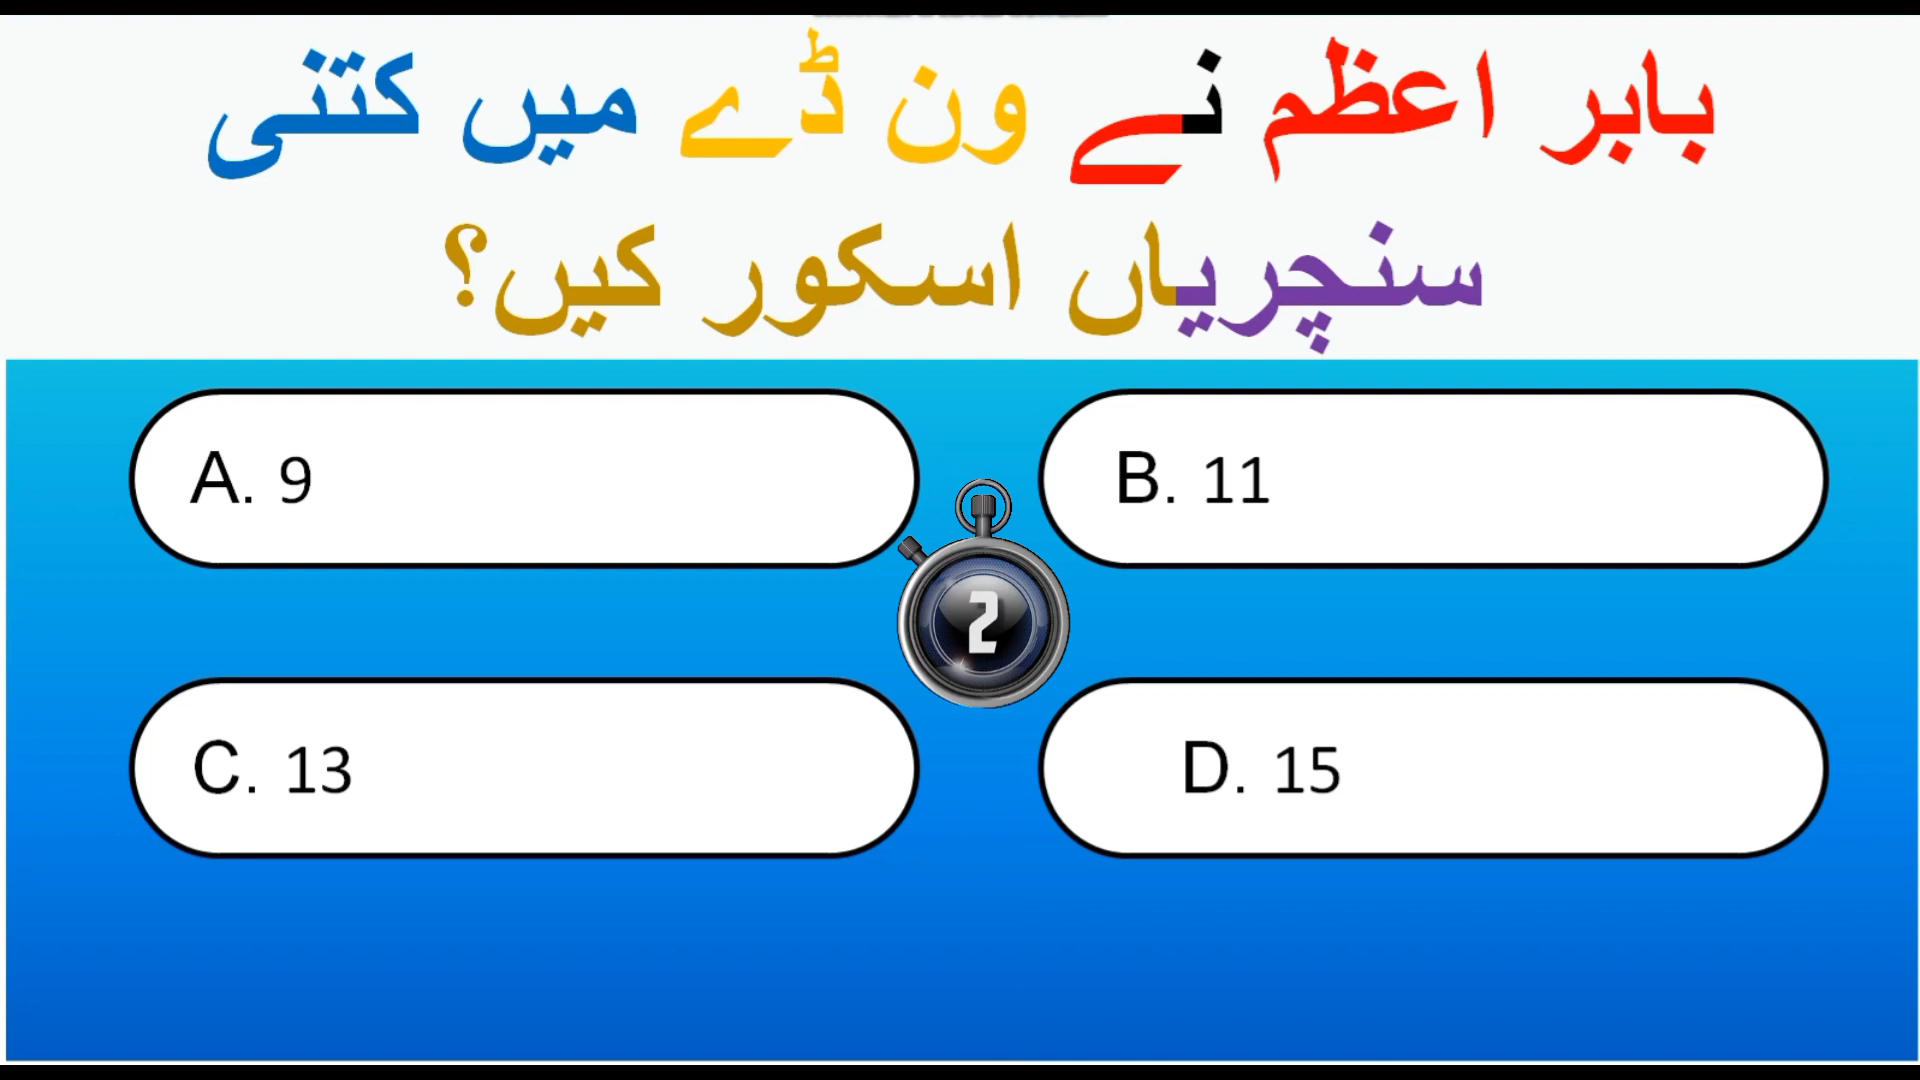 بابر اعظم نے ون ڈے میں کتنی
سنچریاں اسکور کیں؟
A. 9
B. 11
2
C. 13
D. 15